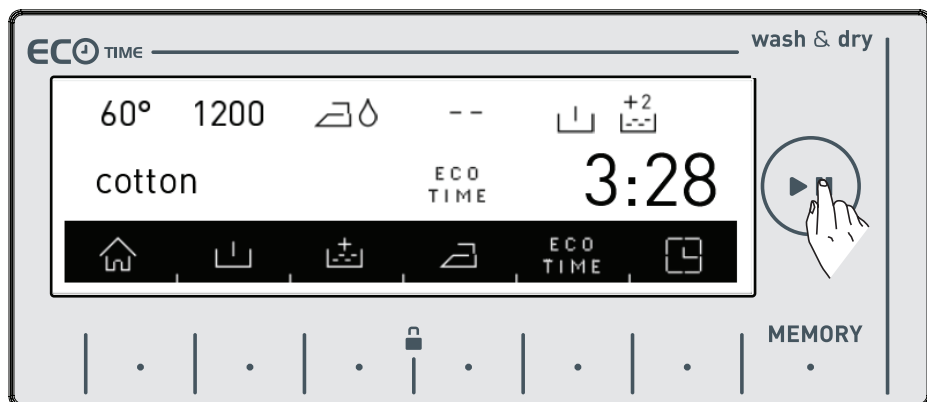 ECO TIME
wash & dry
60° 1200 -- +2
cotton ECO TIME 3:28
+ ECO TIME
MEMORY